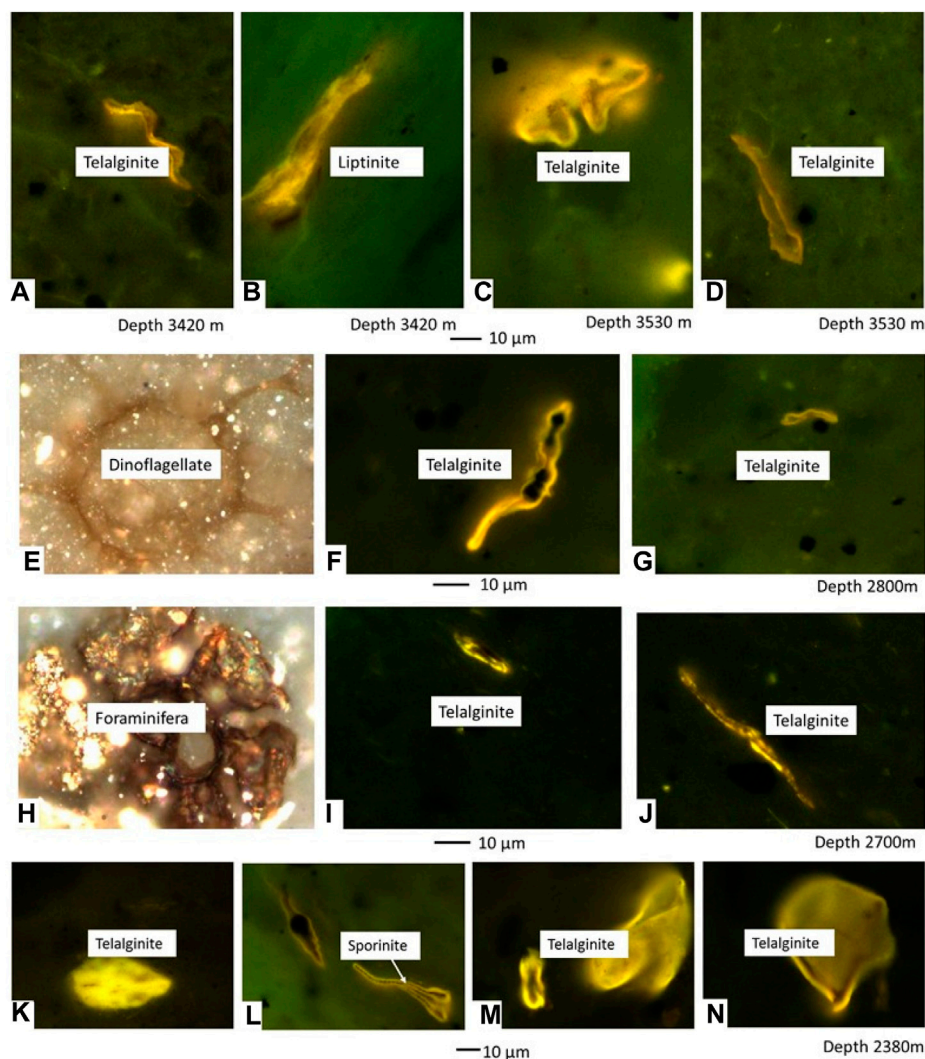 Telalginite
Liptinite
Telalginite
Telalginite
A
B
C
D
Depth 3420 m
Depth 3420 m
Depth 3530 m
Depth 3530 m
10 µm
Dinoflagellate
Telalginite
Telalginite
E
F
G
10 µm
Depth 2800m
Foraminifera
Telalginite
Telalginite
H
I
J
10 µm
Depth 2700m
Telalginite
Sporinite
Telalginite
Telalginite
K
L
M
N
10 µm
Depth 2380m